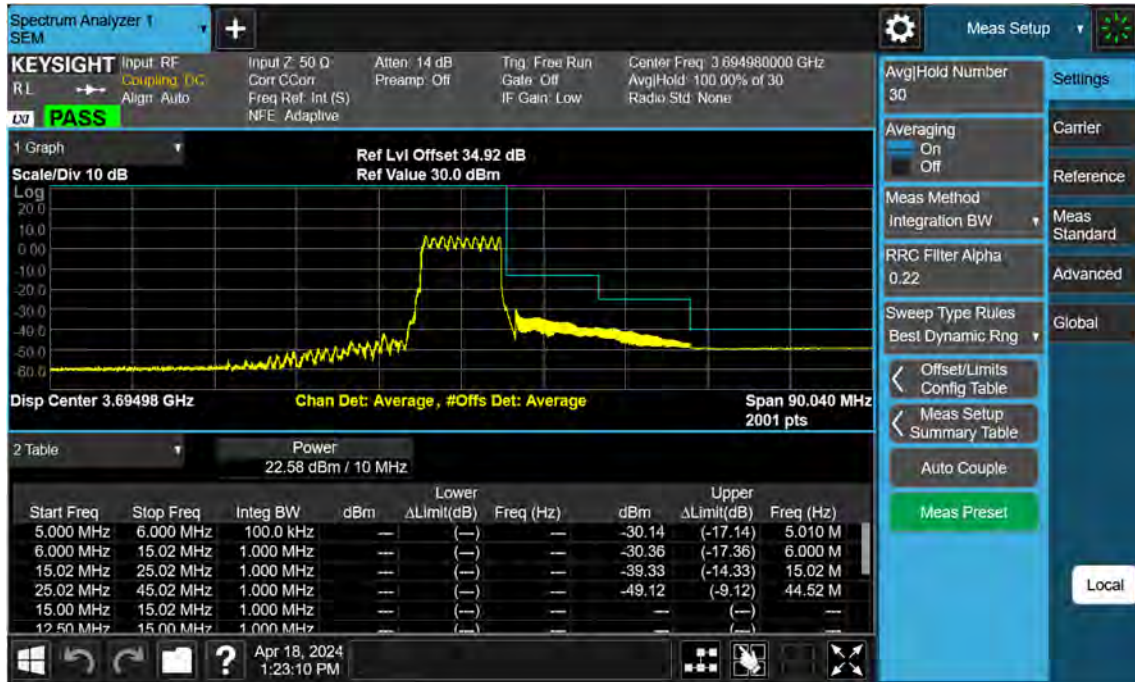 Spectrum Analyzer 1
SEM
+
Meas Setup
KEYSIGHT
Input: RF
Coupling: DC
Align: Auto
Input Z: 50 Ω
Corr CCorr
Freq Ref: Int (S)
NFE: Adaptive
Atten: 14 dB
Preamp: Off
Trig: Free Run
Gate: Off
IF Gain: Low
Center Freq: 3.694980000 GHz
Avg|Hold: 100.00% of 30
Radio Std: None
RL
LXI
PASS
1 Graph
Scale/Div 10 dB
Ref Lvl Offset 34.92 dB
Ref Value 30.0 dBm
Log
20.0
10.0
0.00
-10.0
-20.0
-30.0
-40.0
-50.0
-60.0
Disp Center 3.69498 GHz
Chan Det: Average, #Offs Det: Average
Span 90.040 MHz
2001 pts
2 Table
Power
22.58 dBm / 10 MHz
Lower Upper
Start Freq Stop Freq Integ BW dBm ΔLimit(dB) Freq (Hz) dBm ΔLimit(dB) Freq (Hz)
5.000 MHz 6.000 MHz 100.0 kHz --- (---) --- -30.14 (-17.14) 5.010 M
6.000 MHz 15.02 MHz 1.000 MHz --- (---) --- -30.36 (-17.36) 6.000 M
15.02 MHz 25.02 MHz 1.000 MHz --- (---) --- -39.33 (-14.33) 15.02 M
25.02 MHz 45.02 MHz 1.000 MHz --- (---) --- -49.12 (-9.12) 44.52 M
15.00 MHz 15.02 MHz 1.000 MHz --- (---) --- --- (---) ---
12.50 MHz 15.00 MHz 1.000 MHz --- (---) --- --- (---) ---
?
Apr 18, 2024
1:23:10 PM
Avg|Hold Number
30
Averaging
On
Off
Meas Method
Integration BW
RRC Filter Alpha
0.22
Sweep Type Rules
Best Dynamic Rng
Offset/Limits
Config Table
Meas Setup
Summary Table
Auto Couple
Meas Preset
Settings
Carrier
Reference
Meas
Standard
Advanced
Global
Local